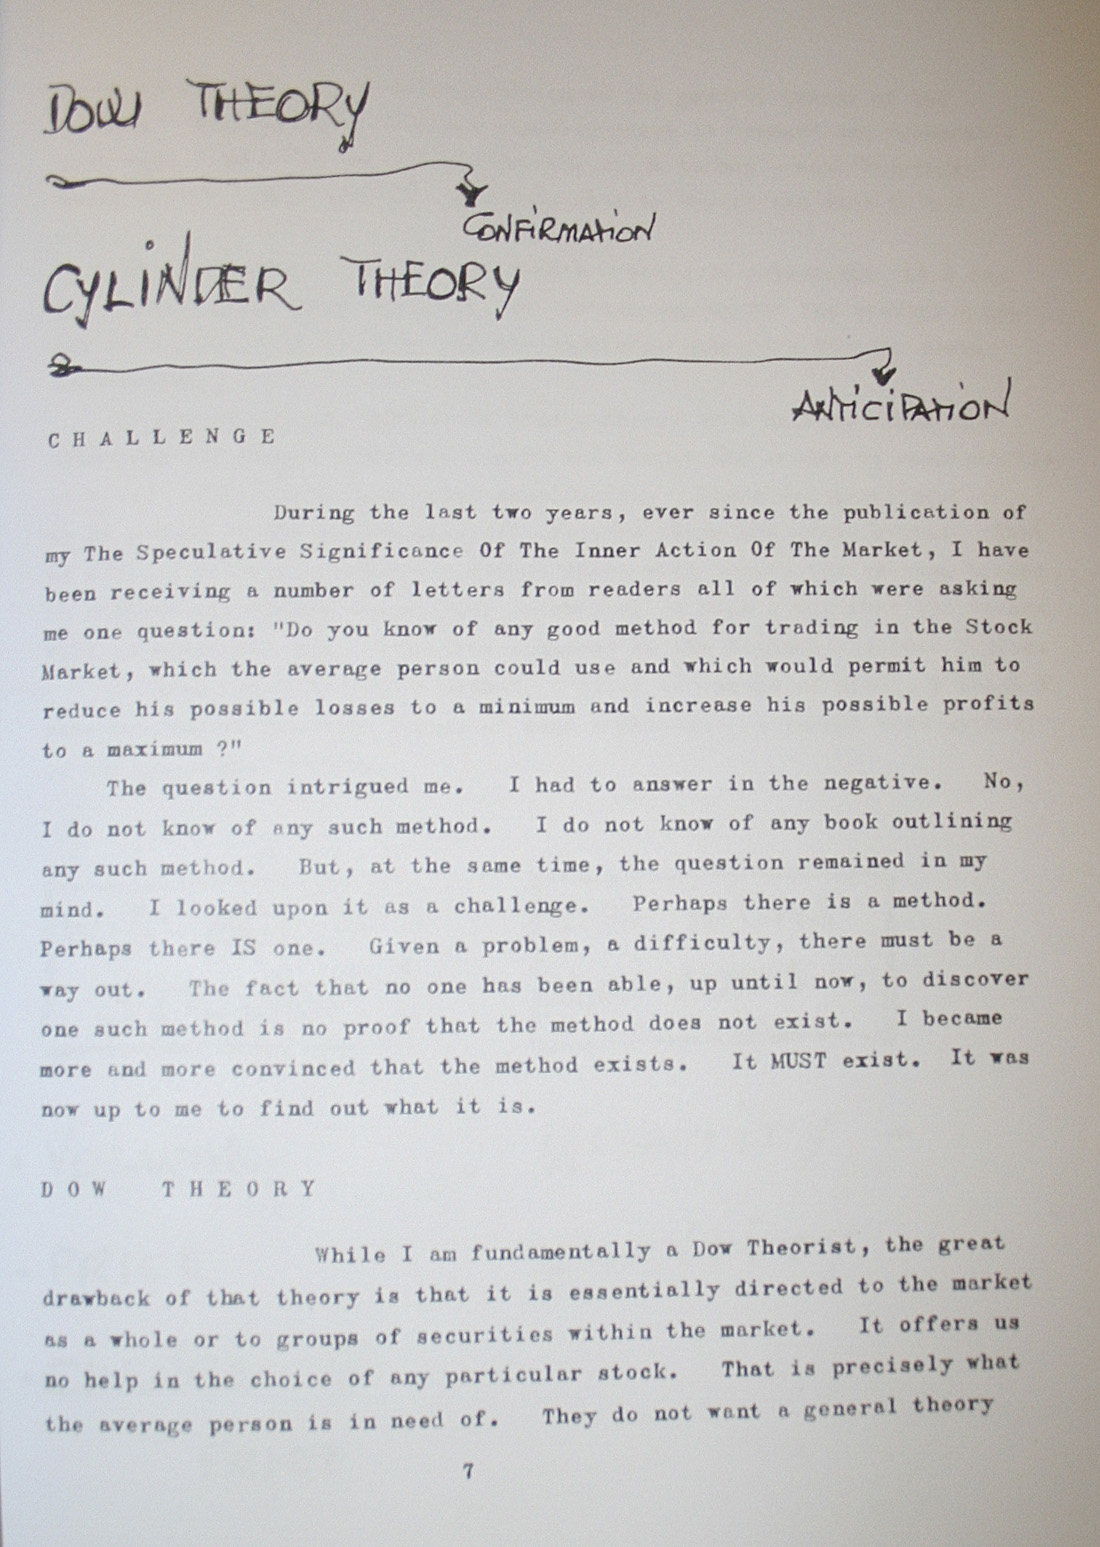 DOW THEORY
CONFIRMATION
CYLINDER THEORY
ANTICIPATION
CHALLENGE
During the last two years, ever since the publication of
my The Speculative Significance Of The Inner Action Of The Market, I have
been receiving a number of letters from readers all of which were asking
me one question: "Do you know of any good method for trading in the Stock
Market, which the average person could use and which would permit him to
reduce his possible losses to a minimum and increase his possible profits
to a maximum ?"
The question intrigued me. I had to answer in the negative. No,
I do not know of any such method. I do not know of any book outlining
any such method. But, at the same time, the question remained in my
mind. I looked upon it as a challenge. Perhaps there is a method.
Perhaps there IS one. Given a problem, a difficulty, there must be a
way out. The fact that no one has been able, up until now, to discover
one such method is no proof that the method does not exist. I became
more and more convinced that the method exists. It MUST exist. It was
now up to me to find out what it is.
DOW THEORY
While I am fundamentally a Dow Theorist, the great
drawback of that theory is that it is essentially directed to the market
as a whole or to groups of securities within the market. It offers us
no help in the choice of any particular stock. That is precisely what
the average person is in need of. They do not want a general theory
7